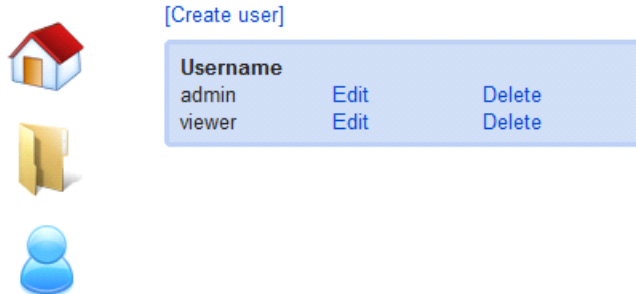 [Create user]
Username
admin Edit Delete
viewer Edit Delete